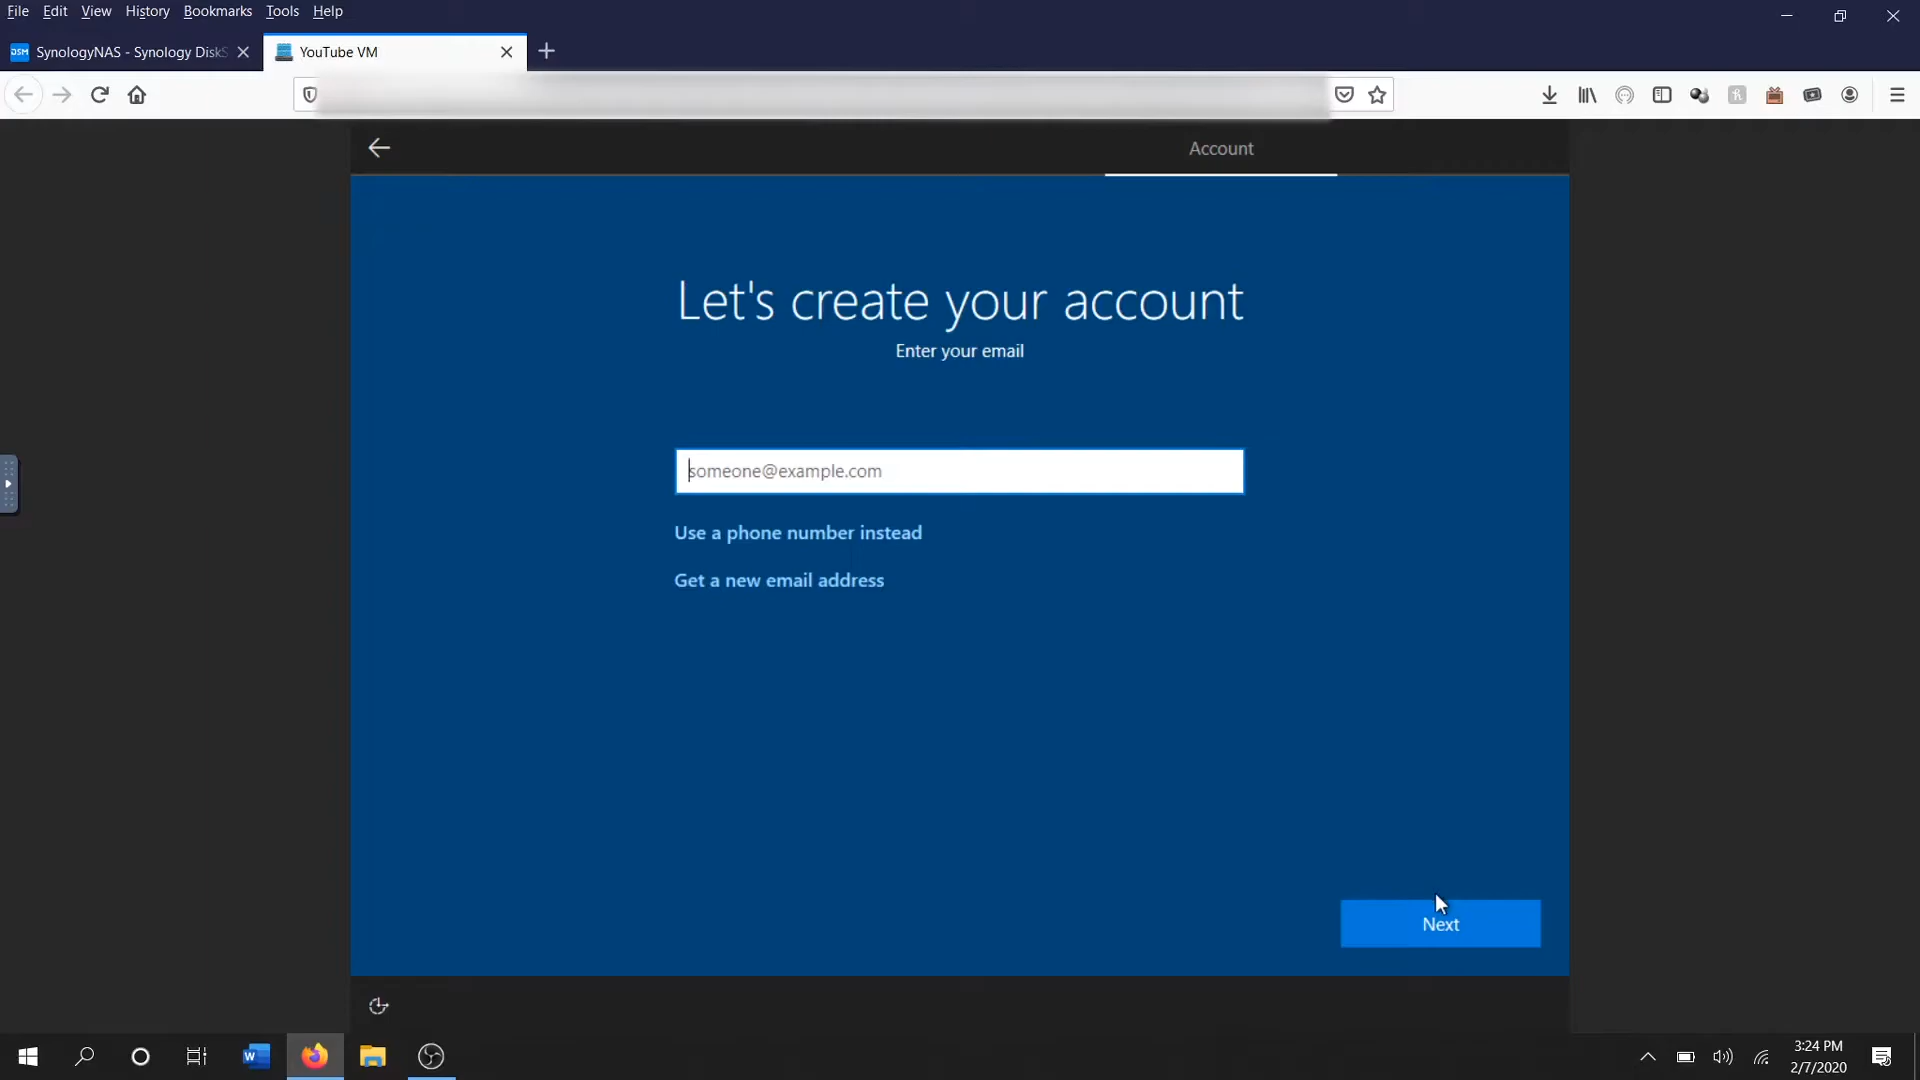 File Edit View History Bookmarks Tools Help
SynologyNAS - Synology DiskS
YouTube VM
Account
Let's create your account
Enter your email
someone@example.com
Use a phone number instead
Get a new email address
Next
3:24 PM
2/7/2020